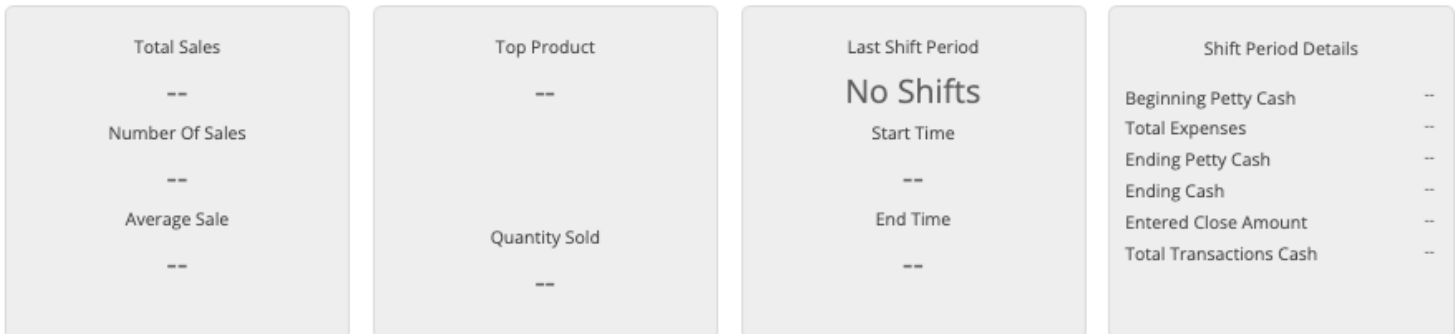 Total Sales
--
Number Of Sales
--
Average Sale
--
Top Product
--
Quantity Sold
--
Last Shift Period
No Shifts
Start Time
--
End Time
--
Shift Period Details
Beginning Petty Cash --
Total Expenses --
Ending Petty Cash --
Ending Cash --
Entered Close Amount --
Total Transactions Cash --